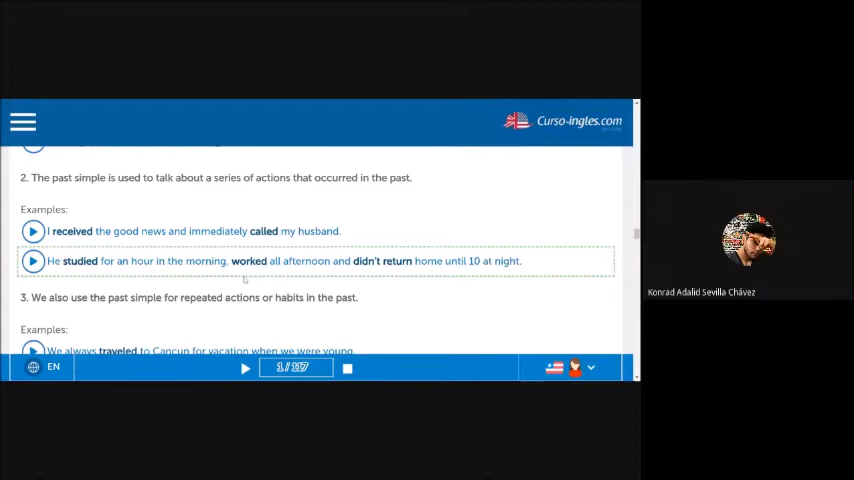 Curso-ingles.com
2. The past simple is used to talk about a series of actions that occurred in the past.
Examples:
I received the good news and immediately called my husband.
He studied for an hour in the morning, worked all afternoon and didn't return home until 10 at night.
3. We also use the past simple for repeated actions or habits in the past.
Examples:
We always traveled to Cancun for vacation when we were young.
EN
1 / 117
Konrad Adalid Sevilla Chávez